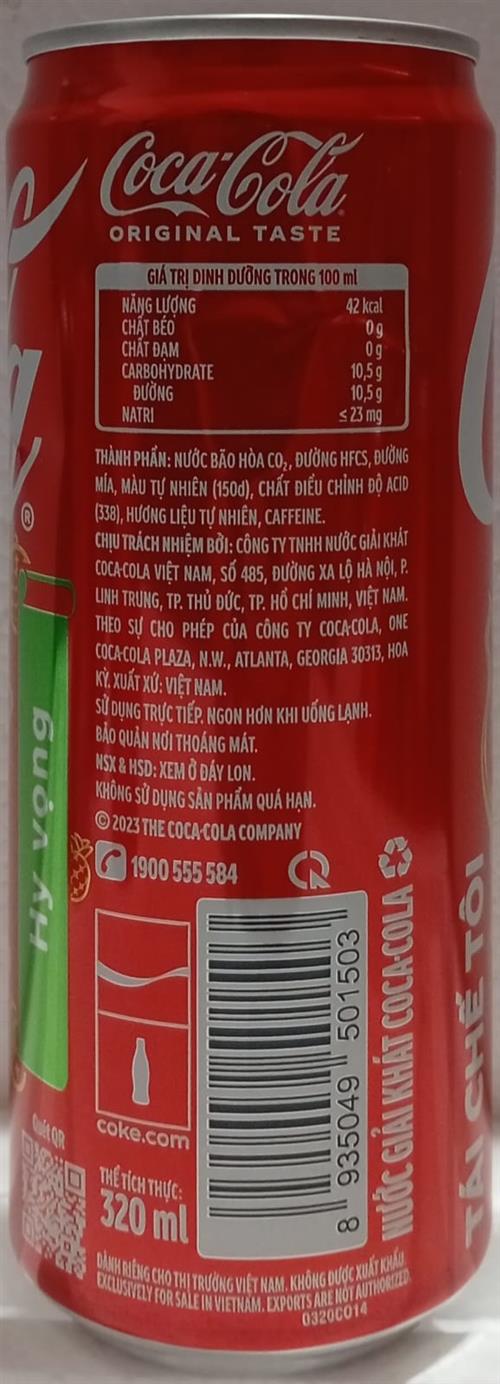 Coca-Cola
ORIGINAL TASTE
GIÁ TRỊ DINH DƯỠNG TRONG 100 ml
NĂNG LƯỢNG 42 kcal
CHẤT BÉO 0 g
CHẤT ĐẠM 0 g
CARBOHYDRATE 10,5 g
ĐƯỜNG 10,5 g
NATRI ≤ 23 mg
THÀNH PHẦN: NƯỚC BÃO HÒA CO₂, ĐƯỜNG HFCS, ĐƯỜNG
MÍA, MÀU TỰ NHIÊN (150d), CHẤT ĐIỀU CHỈNH ĐỘ ACID
(338), HƯƠNG LIỆU TỰ NHIÊN, CAFFEINE.
CHỊU TRÁCH NHIỆM BỞI: CÔNG TY TNHH NƯỚC GIẢI KHÁT
COCA-COLA VIỆT NAM, SỐ 485, ĐƯỜNG XA LỘ HÀ NỘI, P.
LINH TRUNG, TP. THỦ ĐỨC, TP. HỒ CHÍ MINH, VIỆT NAM.
THEO SỰ CHO PHÉP CỦA CÔNG TY COCA-COLA, ONE
COCA-COLA PLAZA, N.W., ATLANTA, GEORGIA 30313, HOA
KỲ. XUẤT XỨ: VIỆT NAM.
SỬ DỤNG TRỰC TIẾP. NGON HƠN KHI UỐNG LẠNH.
BẢO QUẢN NƠI THOÁNG MÁT.
NSX & HSD: XEM Ở ĐÁY LON.
KHÔNG SỬ DỤNG SẢN PHẨM QUÁ HẠN.
© 2023 THE COCA-COLA COMPANY
1900 555 584
Hy vọng
Quét QR
coke.com
THỂ TÍCH THỰC:
320 ml
8 935049 501503
NƯỚC GIẢI KHÁT COCA-COLA
TÁI CHẾ TÔI
DÀNH RIÊNG CHO THỊ TRƯỜNG VIỆT NAM. KHÔNG ĐƯỢC XUẤT KHẨU.
EXCLUSIVELY FOR SALE IN VIETNAM. EXPORTS ARE NOT AUTHORIZED.
0320CO14